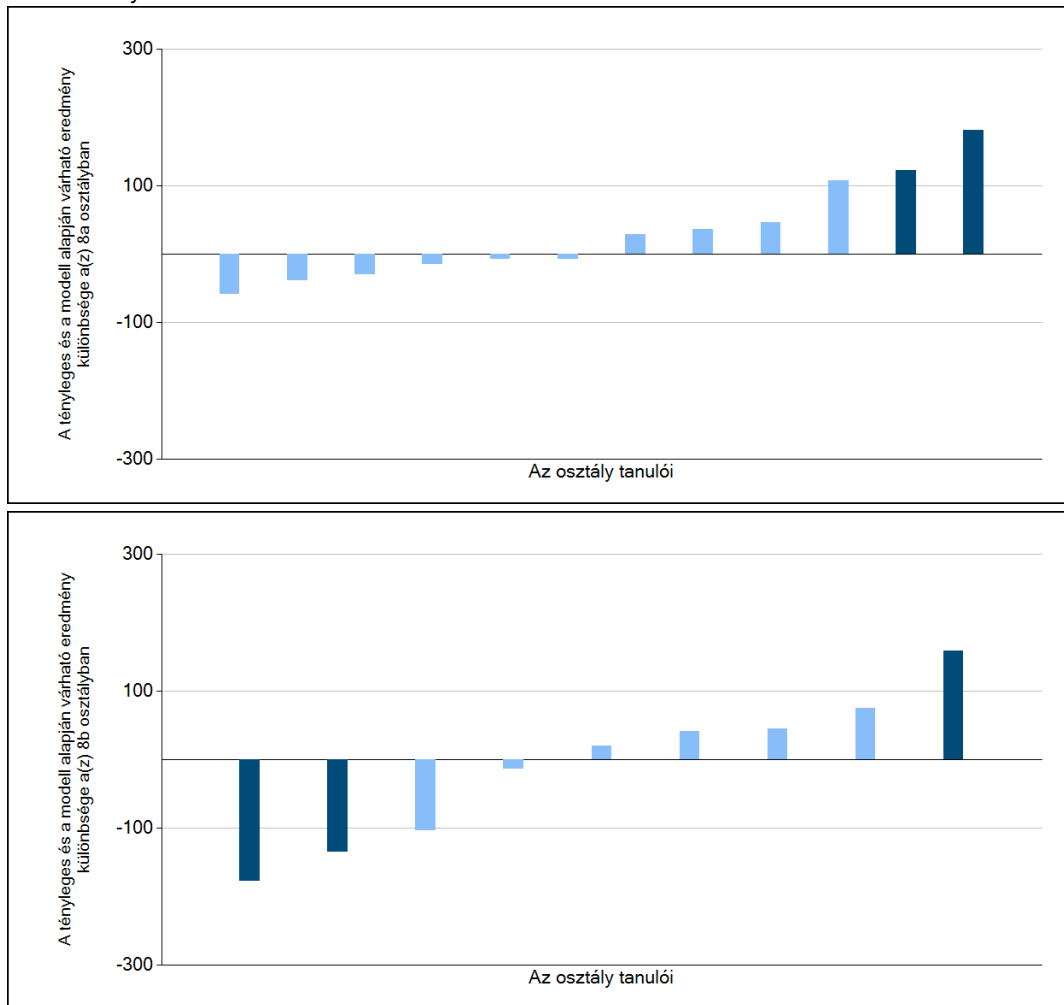 300
100
-100
-300
A tényleges és a modell alapján várható eredmény
különbsége a(z) 8a osztályban
Az osztály tanulói
300
100
-100
-300
A tényleges és a modell alapján várható eredmény
különbsége a(z) 8b osztályban
Az osztály tanulói